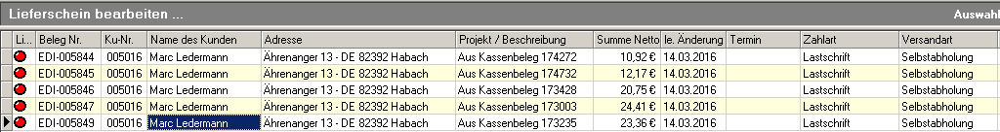 Lieferschein bearbeiten ... Auswahl
Li... Beleg Nr. Ku-Nr. Name des Kunden Adresse Projekt / Beschreibung Summe Netto le. Änderung Termin Zahlart Versandart
EDI-005844 005016 Marc Ledermann Ährenanger 13 - DE 82392 Habach Aus Kassenbeleg 174272 10,92 € 14.03.2016 Lastschrift Selbstabholung
EDI-005845 005016 Marc Ledermann Ährenanger 13 - DE 82392 Habach Aus Kassenbeleg 174732 12,17 € 14.03.2016 Lastschrift Selbstabholung
EDI-005846 005016 Marc Ledermann Ährenanger 13 - DE 82392 Habach Aus Kassenbeleg 173428 20,75 € 14.03.2016 Lastschrift Selbstabholung
EDI-005847 005016 Marc Ledermann Ährenanger 13 - DE 82392 Habach Aus Kassenbeleg 173003 24,41 € 14.03.2016 Lastschrift Selbstabholung
EDI-005849 005016 Marc Ledermann Ährenanger 13 - DE 82392 Habach Aus Kassenbeleg 173235 23,36 € 14.03.2016 Lastschrift Selbstabholung